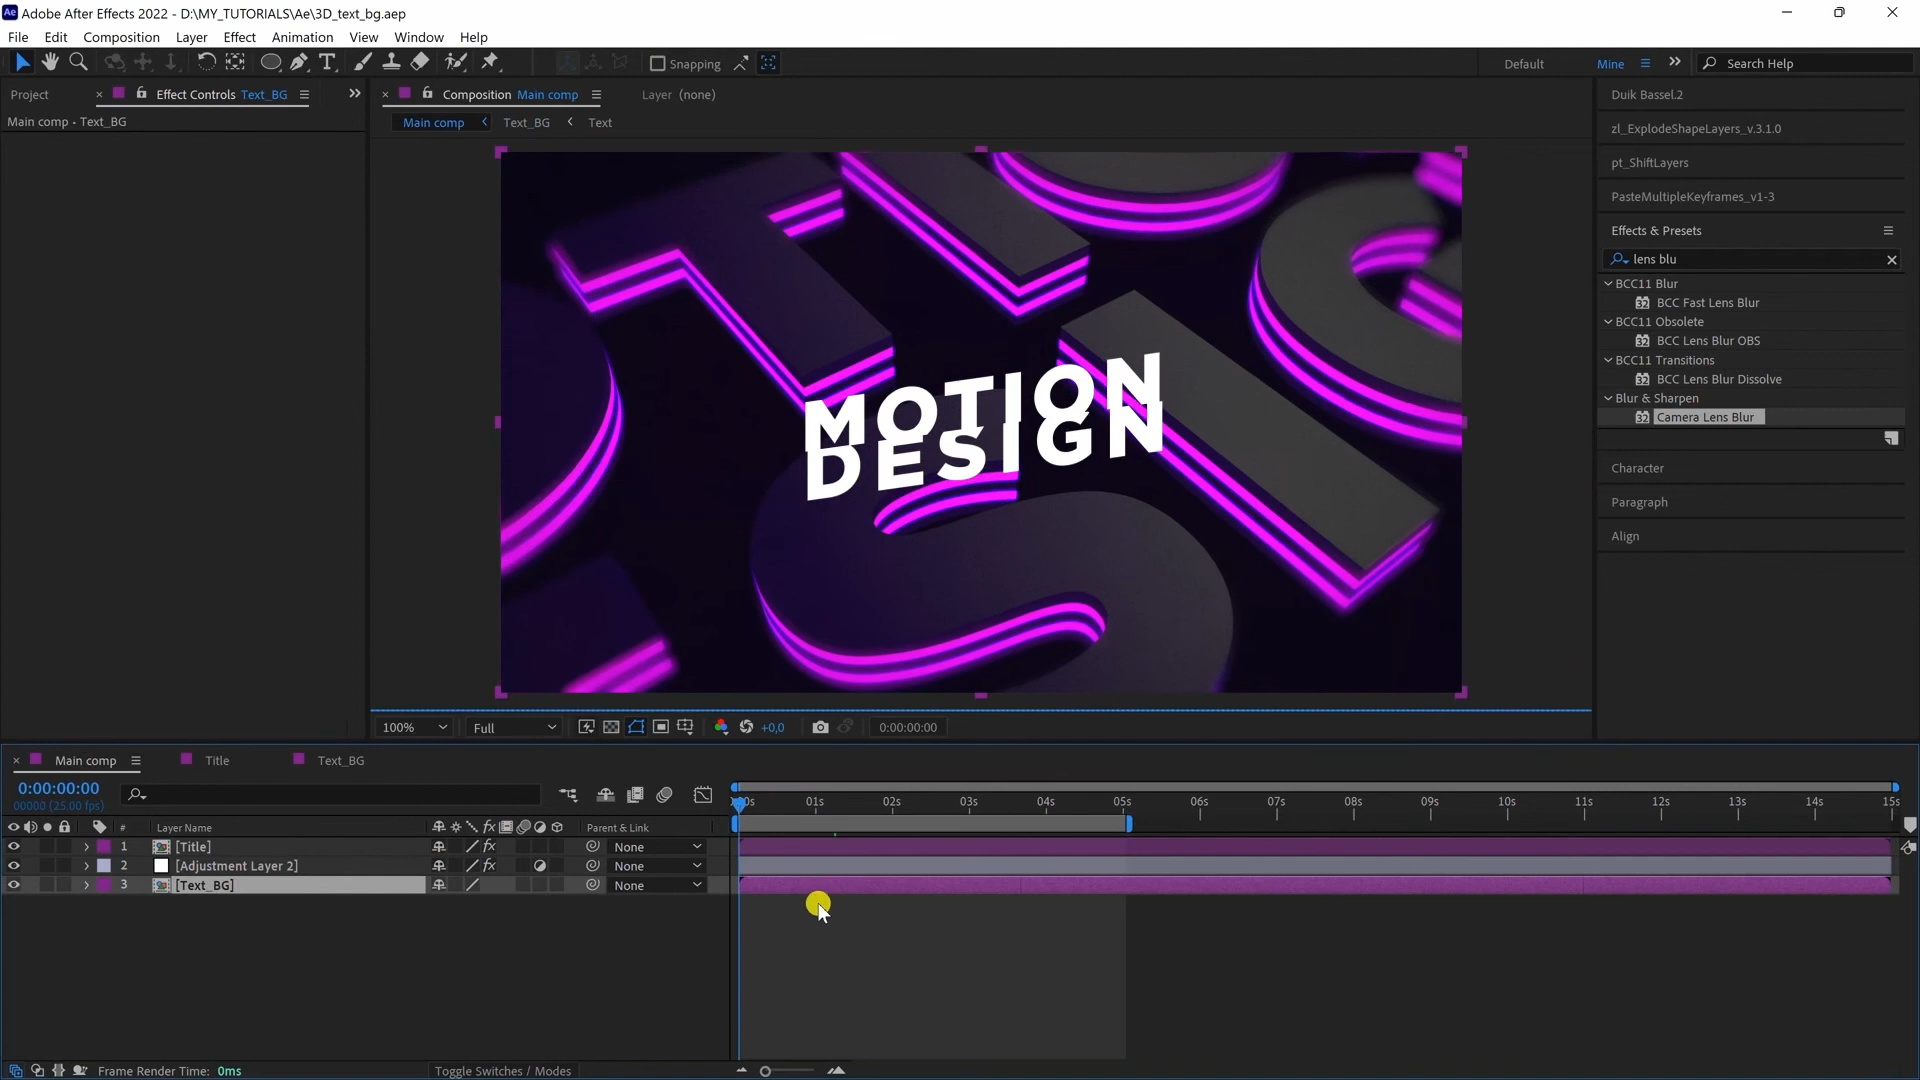 Adobe After Effects 2022 - D:\MY_TUTORIALS\Ae\3D_text_bg.aep
File Edit Composition Layer Effect Animation View Window Help
Snapping
Default
Mine
Search Help
Project
Effect Controls Text_BG
Composition Main comp
Layer (none)
Main comp • Text_BG
Main comp
Text_BG
Text
MOTION
DESIGN
100%
Full
+0,0
0:00:00:00
Duik Bassel.2
zl_ExplodeShapeLayers_v.3.1.0
pt_ShiftLayers
PasteMultipleKeyframes_v1-3
Effects & Presets
lens blu
BCC11 Blur
32 BCC Fast Lens Blur
BCC11 Obsolete
32 BCC Lens Blur OBS
BCC11 Transitions
32 BCC Lens Blur Dissolve
Blur & Sharpen
32 Camera Lens Blur
Character
Paragraph
Align
Main comp
Title
Text_BG
0:00:00:00
00000 (25.00 fps)
01s 02s 03s 04s 05s 06s 07s 08s 09s 10s 11s 12s 13s 14s 15s
# Layer Name
Parent & Link
1 [Title] None
2 [Adjustment Layer 2] None
3 [Text_BG] None
Frame Render Time: 0ms
Toggle Switches / Modes